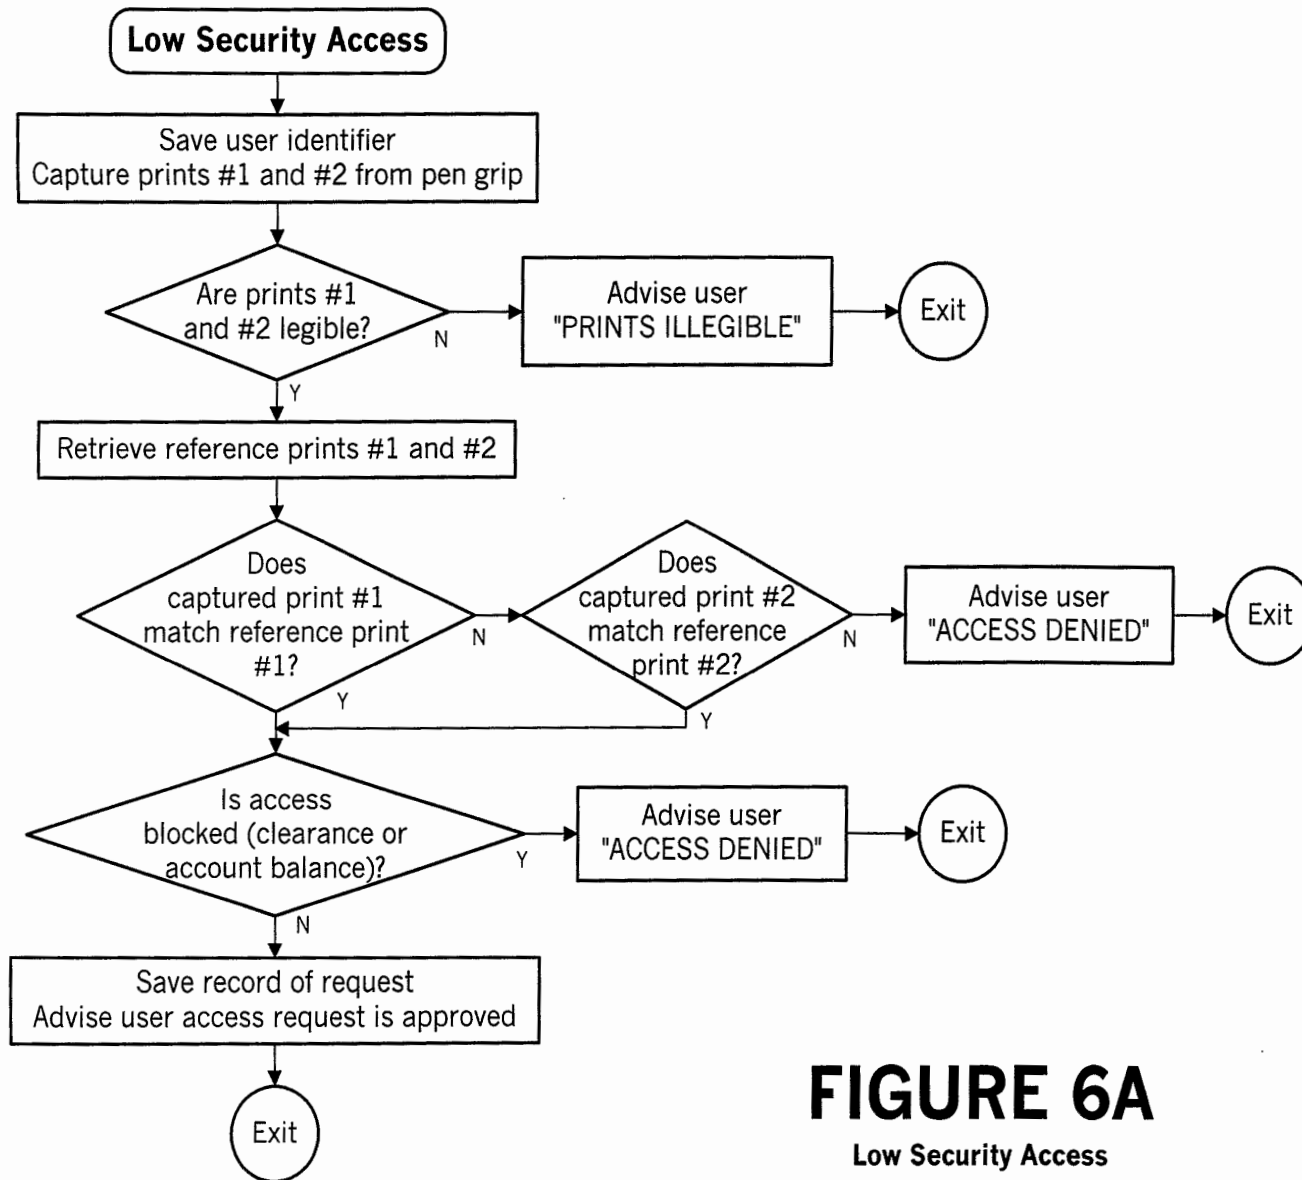 Low Security Access
Save user identifier
Capture prints #1 and #2 from pen grip
Are prints #1
and #2 legible?
N
Y
Advise user
"PRINTS ILLEGIBLE"
Exit
Retrieve reference prints #1 and #2
Does
captured print #1
match reference print
#1?
N
Y
Does
captured print #2
match reference
print #2?
N
Y
Advise user
"ACCESS DENIED"
Exit
Is access
blocked (clearance or
account balance)?
Y
N
Advise user
"ACCESS DENIED"
Exit
Save record of request
Advise user access request is approved
Exit
FIGURE 6A
Low Security Access